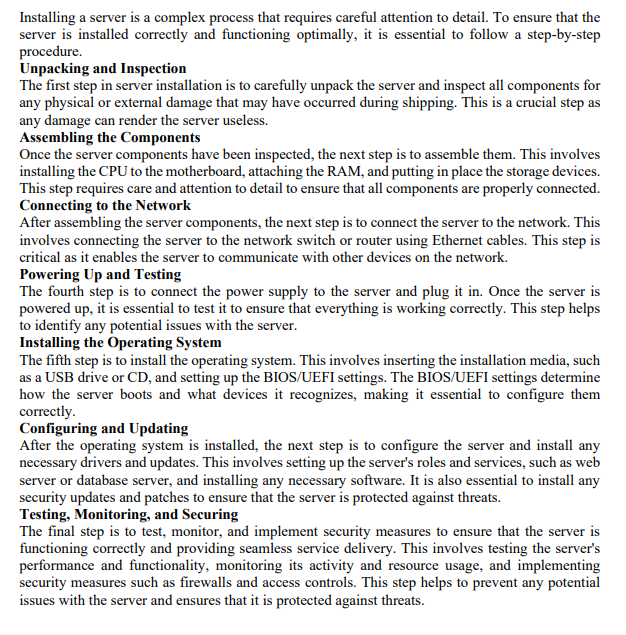 Installing a server is a complex process that requires careful attention to detail. To ensure that the
server is installed correctly and functioning optimally, it is essential to follow a step-by-step
procedure.
Unpacking and Inspection
The first step in server installation is to carefully unpack the server and inspect all components for
any physical or external damage that may have occurred during shipping. This is a crucial step as
any damage can render the server useless.
Assembling the Components
Once the server components have been inspected, the next step is to assemble them. This involves
installing the CPU to the motherboard, attaching the RAM, and putting in place the storage devices.
This step requires care and attention to detail to ensure that all components are properly connected.
Connecting to the Network
After assembling the server components, the next step is to connect the server to the network. This
involves connecting the server to the network switch or router using Ethernet cables. This step is
critical as it enables the server to communicate with other devices on the network.
Powering Up and Testing
The fourth step is to connect the power supply to the server and plug it in. Once the server is
powered up, it is essential to test it to ensure that everything is working correctly. This step helps
to identify any potential issues with the server.
Installing the Operating System
The fifth step is to install the operating system. This involves inserting the installation media, such
as a USB drive or CD, and setting up the BIOS/UEFI settings. The BIOS/UEFI settings determine
how the server boots and what devices it recognizes, making it essential to configure them
correctly.
Configuring and Updating
After the operating system is installed, the next step is to configure the server and install any
necessary drivers and updates. This involves setting up the server's roles and services, such as web
server or database server, and installing any necessary software. It is also essential to install any
security updates and patches to ensure that the server is protected against threats.
Testing, Monitoring, and Securing
The final step is to test, monitor, and implement security measures to ensure that the server is
functioning correctly and providing seamless service delivery. This involves testing the server's
performance and functionality, monitoring its activity and resource usage, and implementing
security measures such as firewalls and access controls. This step helps to prevent any potential
issues with the server and ensures that it is protected against threats.